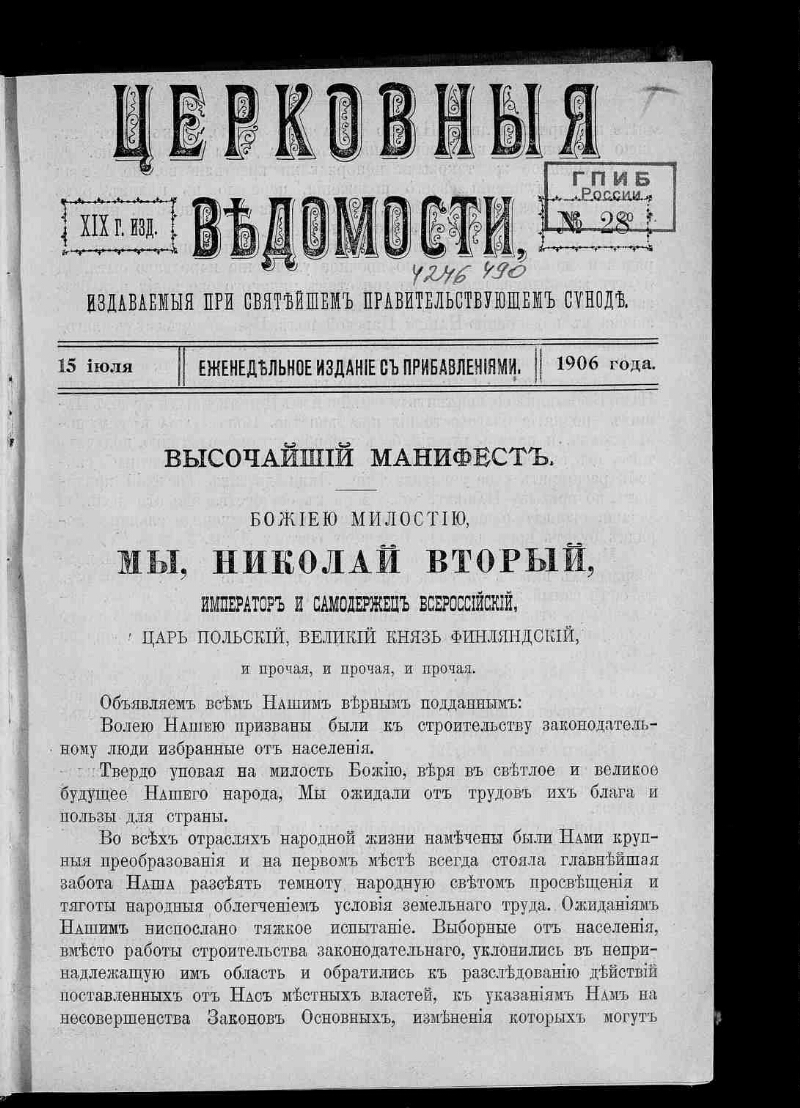 ЦЕРКОВНЫЯ
ГПИБ
России
XIX Г. ИЗД.
ВѢДОМОСТИ,
№ 28
4246 490
ИЗДАВАЕМЫЯ ПРИ СВЯТѢЙШЕМЪ ПРАВИТЕЛЬСТВУЮЩЕМЪ СѴНОДѢ.
15 іюля
ЕЖЕНЕДѢЛЬНОЕ ИЗДАНІЕ СЪ ПРИБАВЛЕНІЯМИ.
1906 года.
ВЫСОЧАЙШІЙ МАНИФЕСТЪ.
БОЖІЕЮ МИЛОСТІЮ,
МЫ, НИКОЛАЙ ВТОРЫЙ,
ИМПЕРАТОРЪ И САМОДЕРЖЕЦЪ ВСЕРОССІЙСКІЙ,
ЦАРЬ ПОЛЬСКІЙ, ВЕЛИКІЙ КНЯЗЬ ФИНЛЯНДСКІЙ,
и прочая, и прочая, и прочая.
Объявляемъ всѣмъ НАШИМЪ вѣрнымъ подданнымъ:
Волею НАШЕЮ призваны были къ строительству законодатель-
ному люди избранные отъ населенія.
Твердо уповая на милость Божію, вѣря въ свѣтлое и великое
будущее НАШЕГО народа, Мы ожидали отъ трудовъ ихъ блага и
пользы для страны.
Во всѣхъ отрасляхъ народной жизни намѣчены были НАМИ круп-
ныя преобразованія и на первомъ мѣстѣ всегда стояла главнѣйшая
забота НАША разсѣять темноту народную свѣтомъ просвѣщенія и
тяготы народныя облегченіемъ условія земельнаго труда. Ожиданіямъ
НАШИМЪ ниспослано тяжкое испытаніе. Выборные отъ населенія,
вмѣсто работы строительства законодательнаго, уклонились въ непри-
надлежащую имъ область и обратились къ разслѣдованію дѣйствій
поставленныхъ отъ НАСЪ мѣстныхъ властей, къ указаніямъ НАМЪ на
несовершенства Законовъ Основныхъ, измѣненія которыхъ могутъ